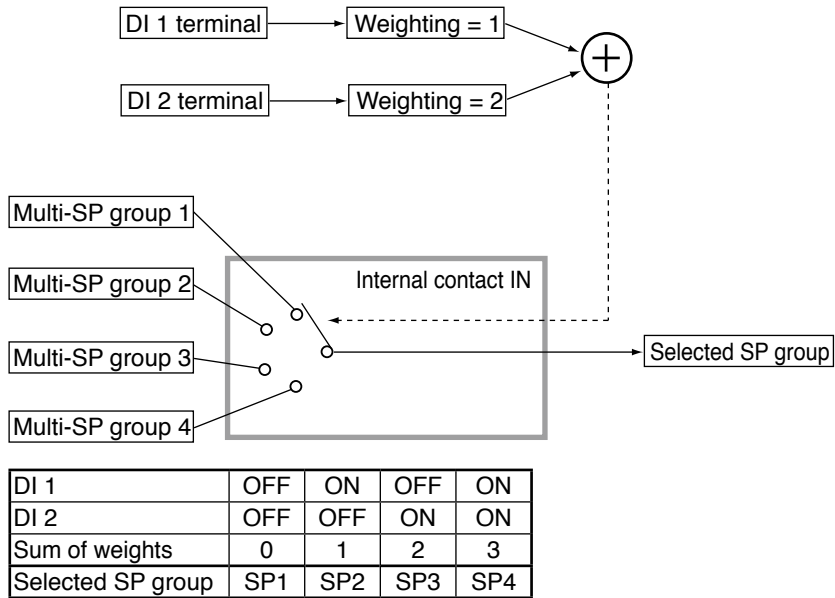 DI 1 terminal
Weighting = 1
+
DI 2 terminal
Weighting = 2
Multi-SP group 1
Multi-SP group 2
Internal contact IN
Multi-SP group 3
Selected SP group
Multi-SP group 4
DI 1 OFF ON OFF ON
DI 2 OFF OFF ON ON
Sum of weights 0 1 2 3
Selected SP group SP1 SP2 SP3 SP4